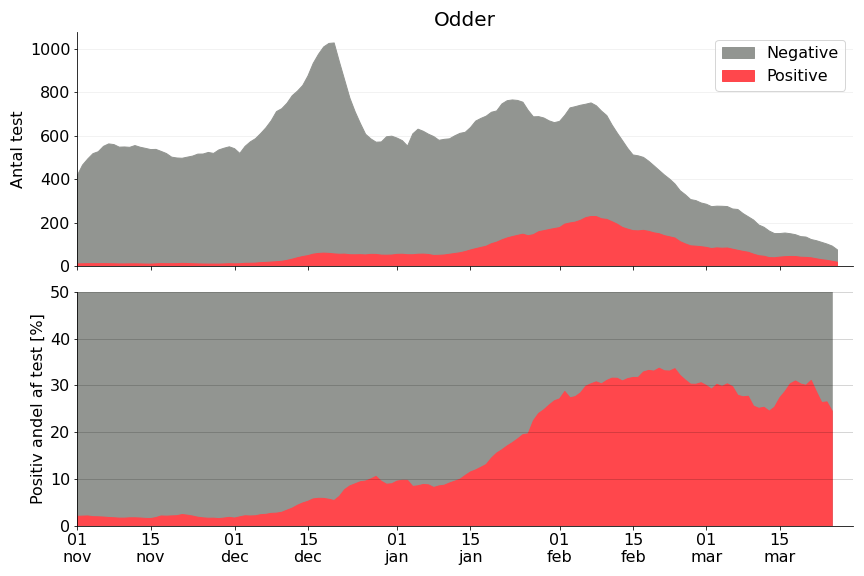 Odder
Antal test
1000
800
600
400
200
0
Negative
Positive
Positiv andel af test [%]
50
40
30
20
10
0
01 15 01 15 01 15 01 15 01 15
nov nov dec dec jan jan feb feb mar mar